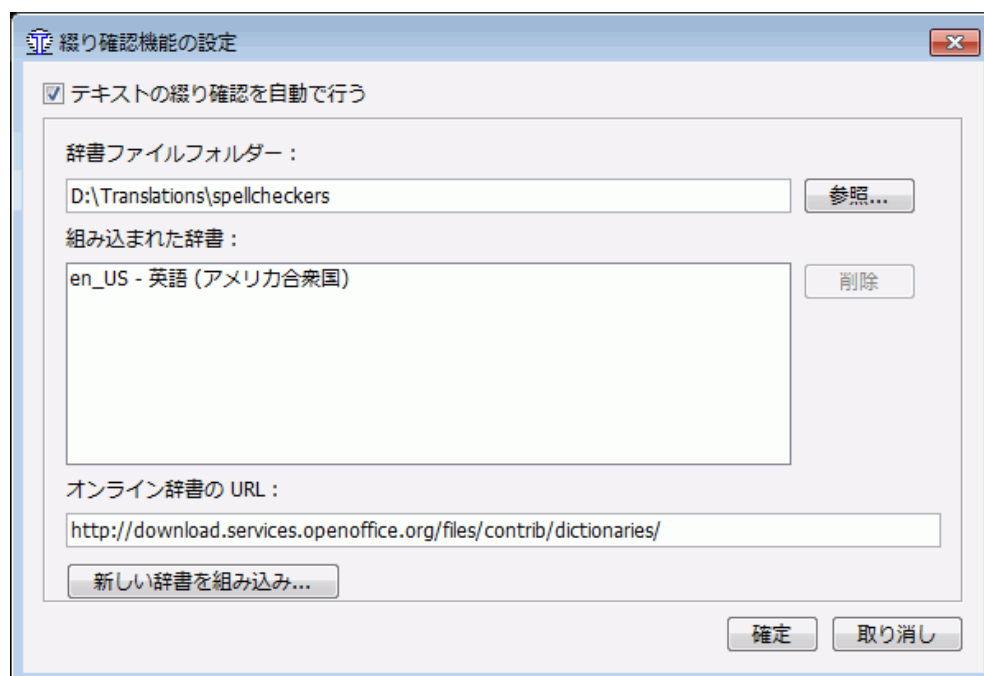 綴り確認機能の設定
テキストの綴り確認を自動で行う
辞書ファイルフォルダー：
D:\Translations\spellcheckers
参照...
組み込まれた辞書：
en_US - 英語 (アメリカ合衆国)
削除
オンライン辞書の URL：
http://download.services.openoffice.org/files/contrib/dictionaries/
新しい辞書を組み込み...
確定
取り消し